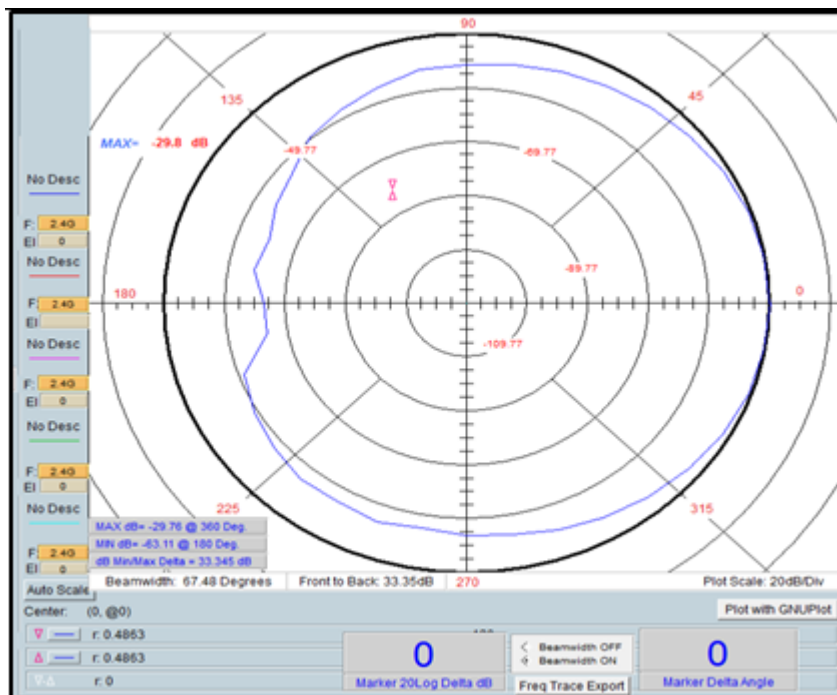 90
135
45
MAX= -29.8 dB
-49.77
-69.77
No Desc
F: 2.4G
El 0
-89.77
No Desc
180
0
F: 2.4G
El
-109.77
No Desc
F: 2.4G
El 0
No Desc
F: 2.4G
El 0
225
315
No Desc
MAX dB= -29.76 @ 360 Deg.
MIN dB= -63.11 @ 180 Deg.
F: 2.4G
El 0
dB Min/Max Delta = 33.345 dB
Beamwidth: 67.48 Degrees
Front to Back: 33.35dB
270
Plot Scale: 20dB/Div
Auto Scale
Center: (0, @0)
Plot with GNUPlot
r: 0.4863
r: 0.4863
r: 0
0
Marker 20Log Delta dB
Beamwidth OFF
Beamwidth ON
Freq Trace Export
0
Marker Delta Angle